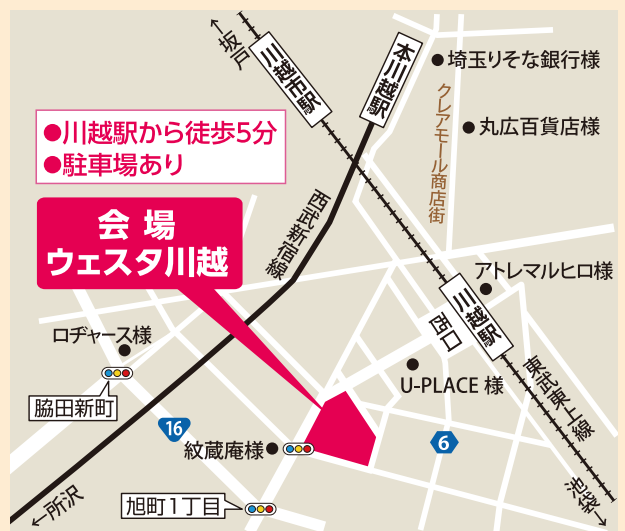 ←坂戸
川越市駅
本川越駅
●埼玉りそな銀行様
クレアモール商店街
●丸広百貨店様
●川越駅から徒歩5分
●駐車場あり
会場
ウェスタ川越
西武新宿線
アトレマルヒロ様
川越駅
西口
ロヂャース様
U-PLACE 様
東武東上線
脇田新町
16
紋蔵庵様
6
←所沢
旭町1丁目
池袋→